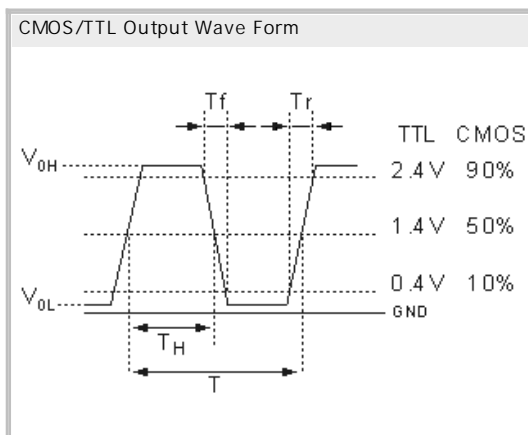 CMOS/TTL Output Wave Form
Tf Tr
TTL CMOS
V0H 2.4V 90%
1.4V 50%
0.4V 10%
V0L GND
TH
T